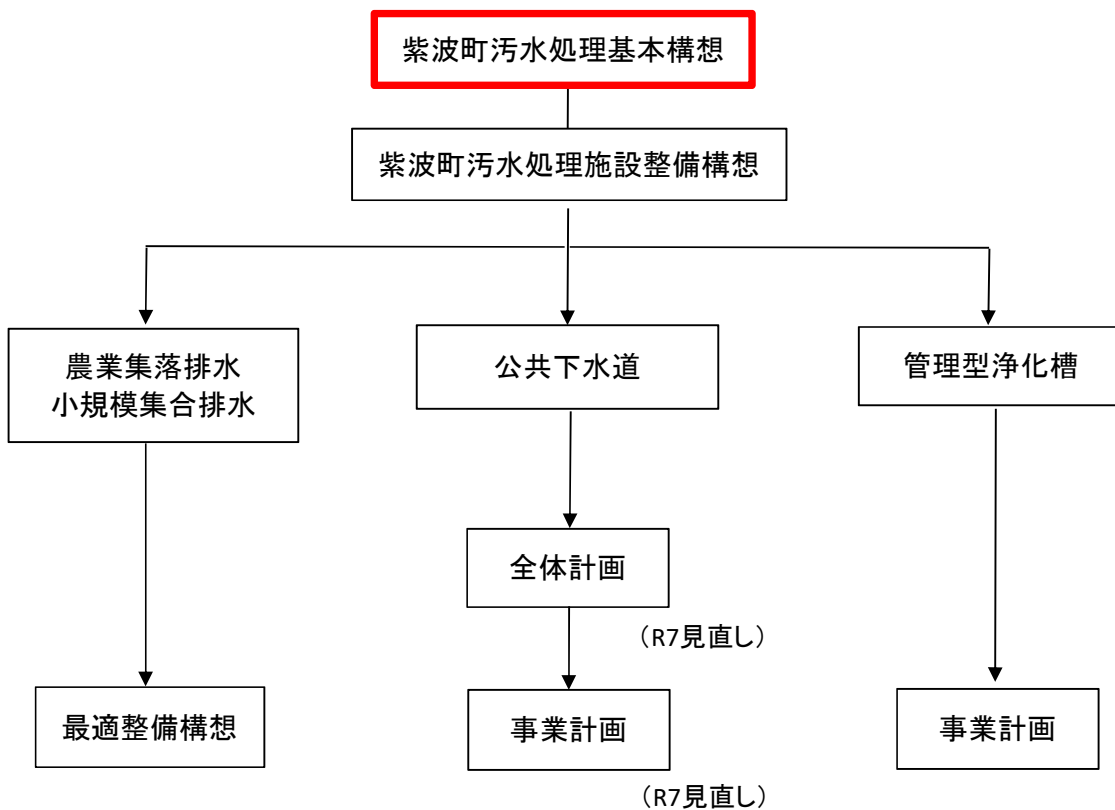 紫波町汚水処理基本構想
紫波町汚水処理施設整備構想
農業集落排水
小規模集合排水
公共下水道
管理型浄化槽
全体計画
（R7見直し）
最適整備構想
事業計画
事業計画
（R7見直し）